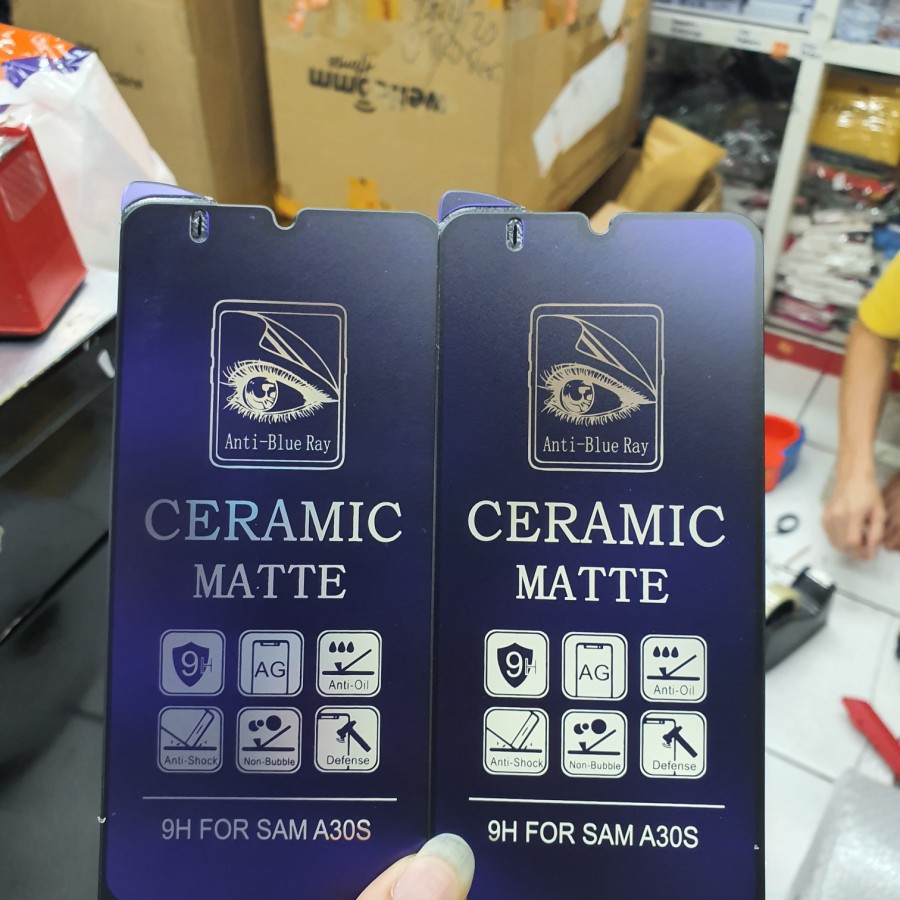 wellcomm
Anti-Blue Ray
CERAMIC
MATTE
9H
AG
Anti-Oil
Anti-Shock
Non-Bubble
Defense
9H FOR SAM A30S
Anti-Blue Ray
CERAMIC
MATTE
9H
AG
Anti-Oil
Anti-Shock
Non-Bubble
Defense
9H FOR SAM A30S